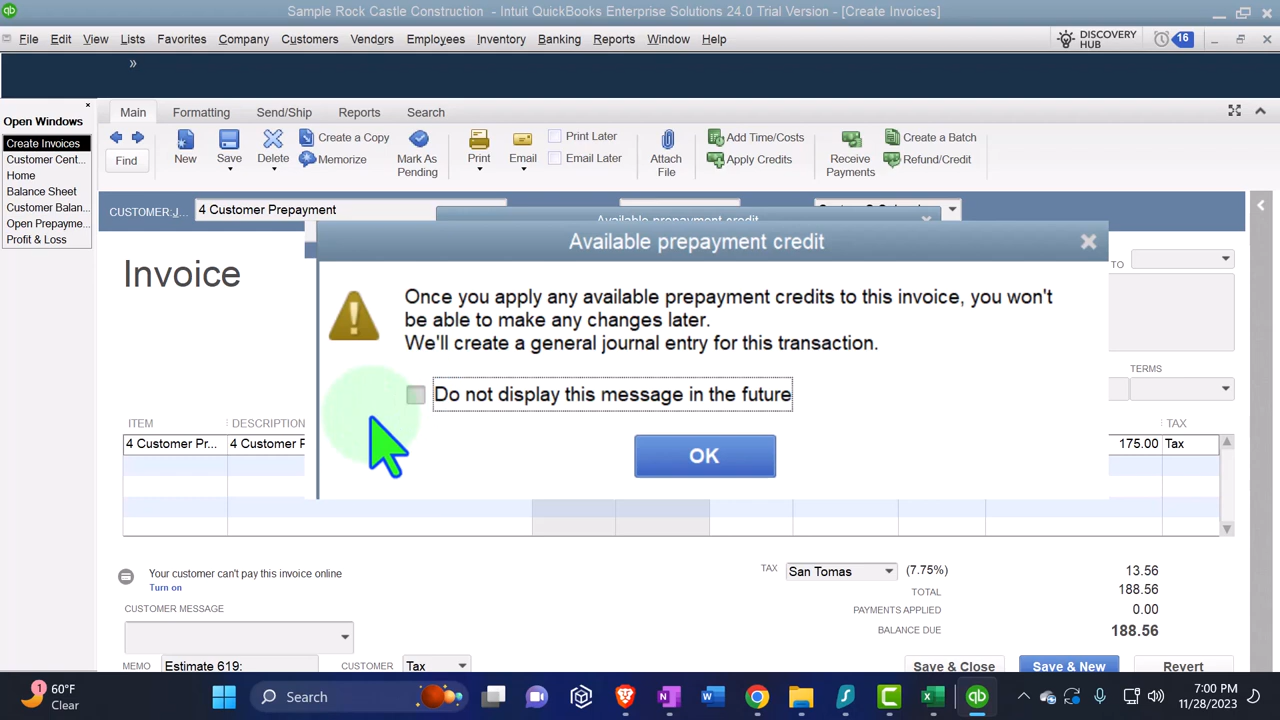 Sample Rock Castle Construction - Intuit QuickBooks Enterprise Solutions 24.0 Trial Version - [Create Invoices]
File Edit View Lists Favorites Company Customers Vendors Employees Inventory Banking Reports Window Help
DISCOVERY HUB 16
»
Open Windows
Create Invoices
Customer Cent...
Home
Balance Sheet
Customer Balan...
Open Prepayme...
Profit & Loss
Main Formatting Send/Ship Reports Search
Find
New
Save
Delete
Create a Copy
Memorize
Mark As
Pending
Print
Email
Print Later
Email Later
Attach
File
Add Time/Costs
Apply Credits
Receive
Payments
Create a Batch
Refund/Credit
CUSTOMER:J... 4 Customer Prepayment
Available prepayment credit
Invoice
TO
TERMS
Available prepayment credit
Once you apply any available prepayment credits to this invoice, you won't
be able to make any changes later.
We'll create a general journal entry for this transaction.
Do not display this message in the future
OK
ITEM DESCRIPTION TAX
4 Customer Pr... 4 Customer P 175.00 Tax
Your customer can't pay this invoice online
Turn on
CUSTOMER MESSAGE
TAX San Tomas (7.75%) 13.56
TOTAL 188.56
PAYMENTS APPLIED 0.00
BALANCE DUE 188.56
MEMO Estimate 619: CUSTOMER Tax
Save & Close Save & New Revert
1
60°F
Clear
Search
7:00 PM
11/28/2023